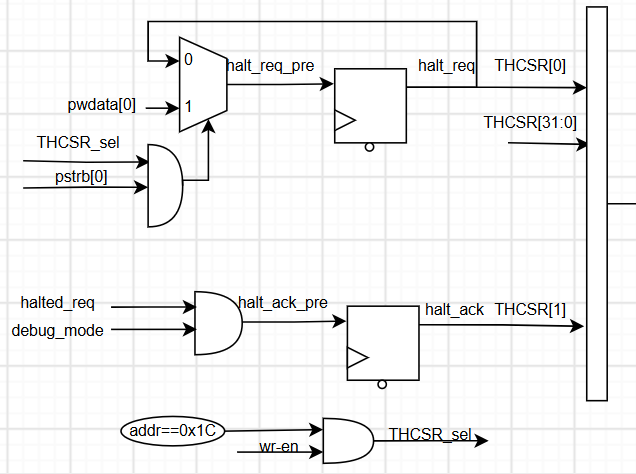 0
halt_req_pre
halt_req
THCSR[0]
pwdata[0]
1
THCSR[31:0]
THCSR_sel
pstrb[0]
halted_req
halt_ack_pre
halt_ack
THCSR[1]
debug_mode
addr==0x1C
wr-en
THCSR_sel